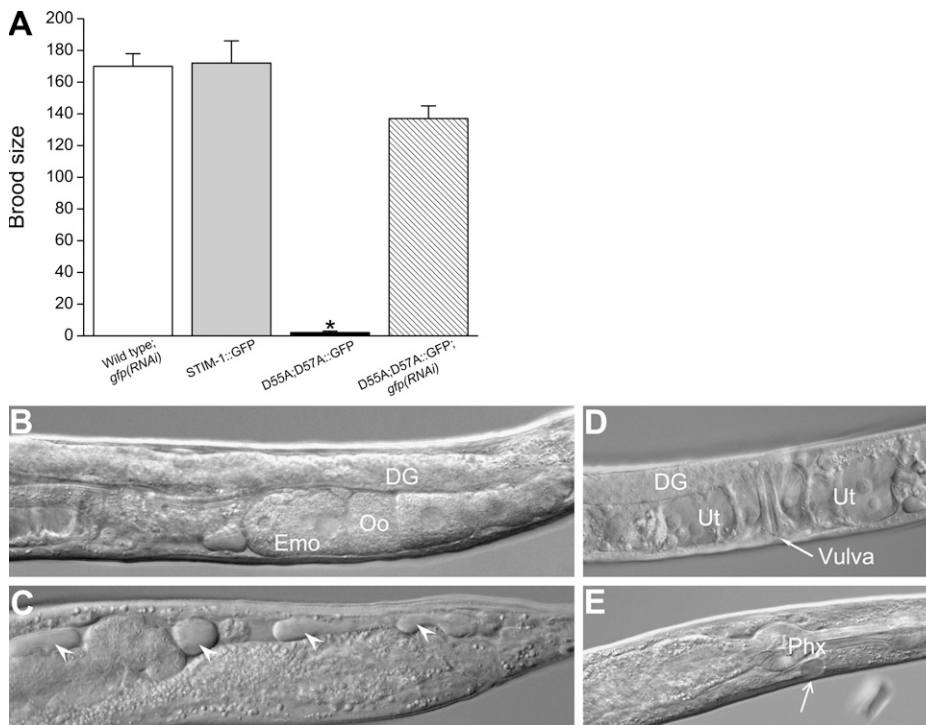 A
200
180
160
140
120
100
80
60
40
20
0
Brood size
*
Wild type;
gfp(RNAi)
STIM-1::GFP
D55A;D57A::GFP
D55A;D57A::GFP;
gfp(RNAi)
B
DG
Oo
Emo
D
DG
Ut
Ut
Vulva
C
E
Phx